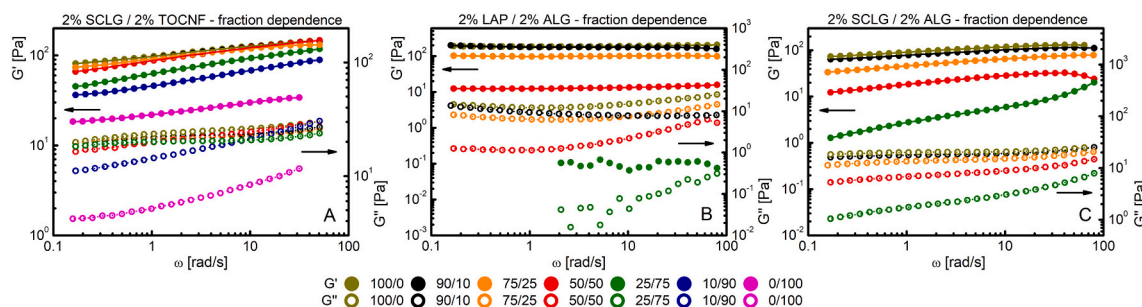 2% SCLG / 2% TOCNF - fraction dependence
G' [Pa]
10²
10¹
10⁰
10²
10¹
A
0.1 1 10 100
ω [rad/s]
2% LAP / 2% ALG - fraction dependence
G' [Pa]
G" [Pa]
10³
10²
10¹
10⁰
10⁻¹
10⁻²
10⁻³
10³
10²
10¹
10⁰
10⁻¹
10⁻²
B
0.1 1 10 100
ω [rad/s]
2% SCLG / 2% ALG - fraction dependence
G' [Pa]
G" [Pa]
10²
10¹
10⁰
10⁻¹
10⁻²
10³
10²
10¹
10⁰
C
0.1 1 10 100
ω [rad/s]
G" [Pa]
G' 100/0 90/10 75/25 50/50 25/75 10/90 0/100
G" 100/0 90/10 75/25 50/50 25/75 10/90 0/100